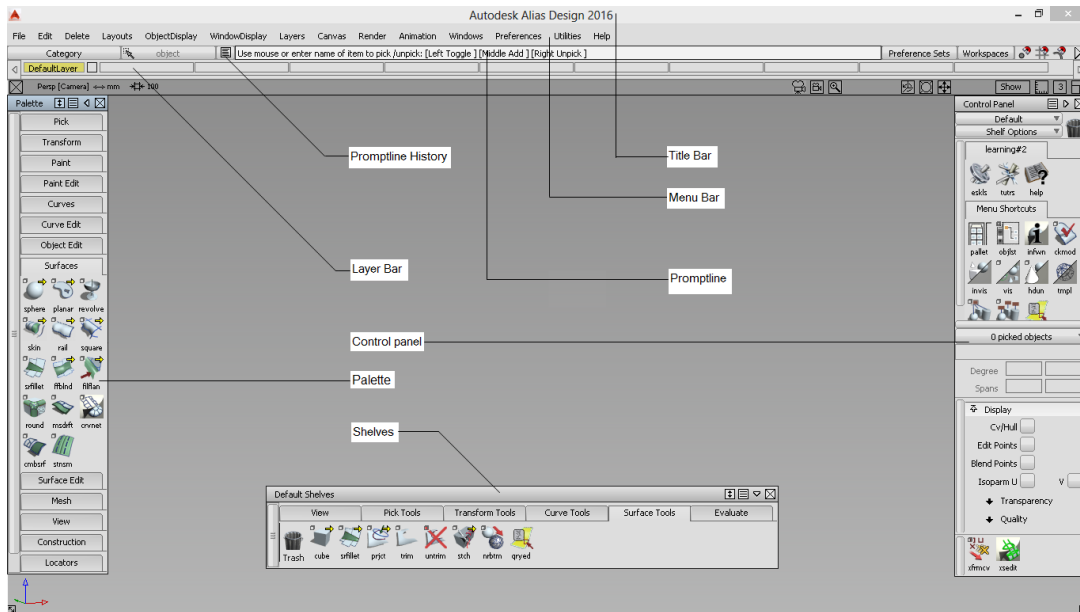 Autodesk Alias Design 2016
File Edit Delete Layouts ObjectDisplay WindowDisplay Layers Canvas Render Animation Windows Preferences Utilities Help
Category object Use mouse or enter name of item to pick /unpick: [Left Toggle ] [Middle Add ] [Right Unpick ] Preference Sets Workspaces
DefaultLayer
Persp [Camera] mm 100 Show 3
Palette
Pick
Transform
Paint
Paint Edit
Curves
Curve Edit
Object Edit
Surfaces
sphere planar revolve
skin rail square
srfillet ffblnd filflan
round msdrft crvnet
cmbsrf stnsrn
Surface Edit
Mesh
View
Construction
Locators
Promptline History
Layer Bar
Control panel
Palette
Shelves
Title Bar
Menu Bar
Promptline
Default Shelves
View Pick Tools Transform Tools Curve Tools Surface Tools Evaluate
Trash cube srfillet prjct trim untrim stch nrbtrn qryed
Control Panel
Default
Shelf Options
learning#2
eskls tutrs help
Menu Shortcuts
pallet objlst infwn ckmod
invis vis hdun tmpl
0 picked objects
Degree
Spans
Display
Cv/Hull
Edit Points
Blend Points
Isoparm U V
Transparency
Quality
xfrmcv xsedit